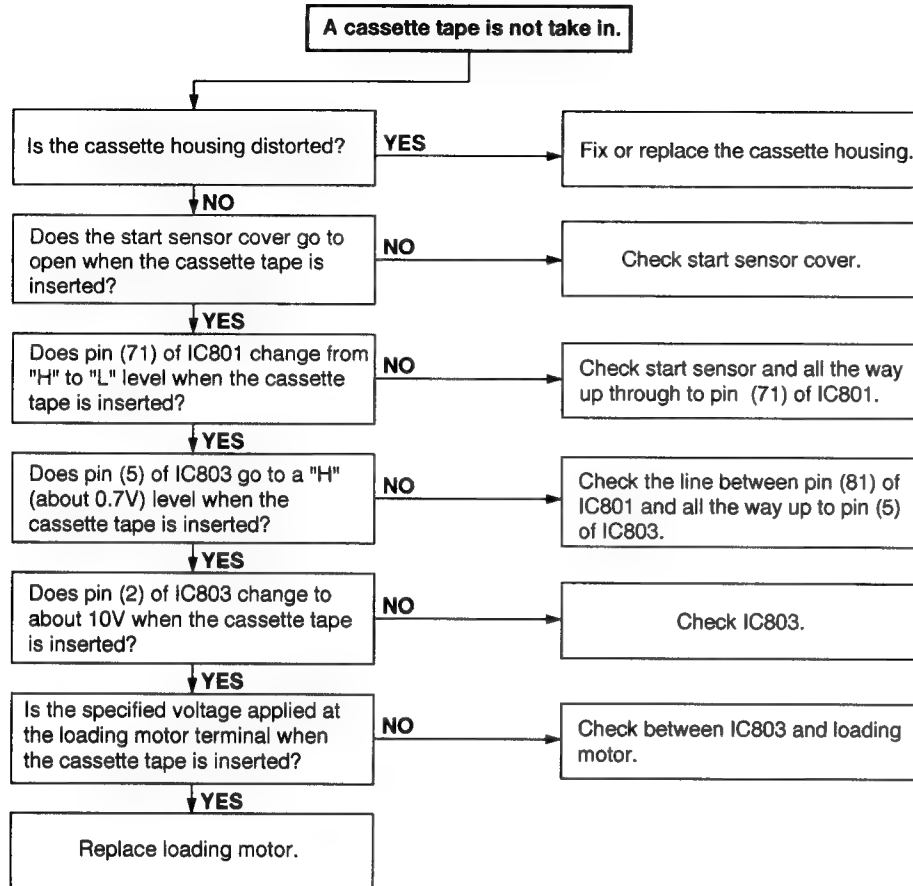 A cassette tape is not take in.
Is the cassette housing distorted?
YES
Fix or replace the cassette housing.
NO
Does the start sensor cover go to
open when the cassette tape is
inserted?
NO
Check start sensor cover.
YES
Does pin (71) of IC801 change from
"H" to "L" level when the cassette
tape is inserted?
NO
Check start sensor and all the way
up through to pin (71) of IC801.
YES
Does pin (5) of IC803 go to a "H"
(about 0.7V) level when the
cassette tape is inserted?
NO
Check the line between pin (81) of
IC801 and all the way up to pin (5)
of IC803.
YES
Does pin (2) of IC803 change to
about 10V when the cassette tape
is inserted?
NO
Check IC803.
YES
Is the specified voltage applied at
the loading motor terminal when
the cassette tape is inserted?
NO
Check between IC803 and loading
motor.
YES
Replace loading motor.